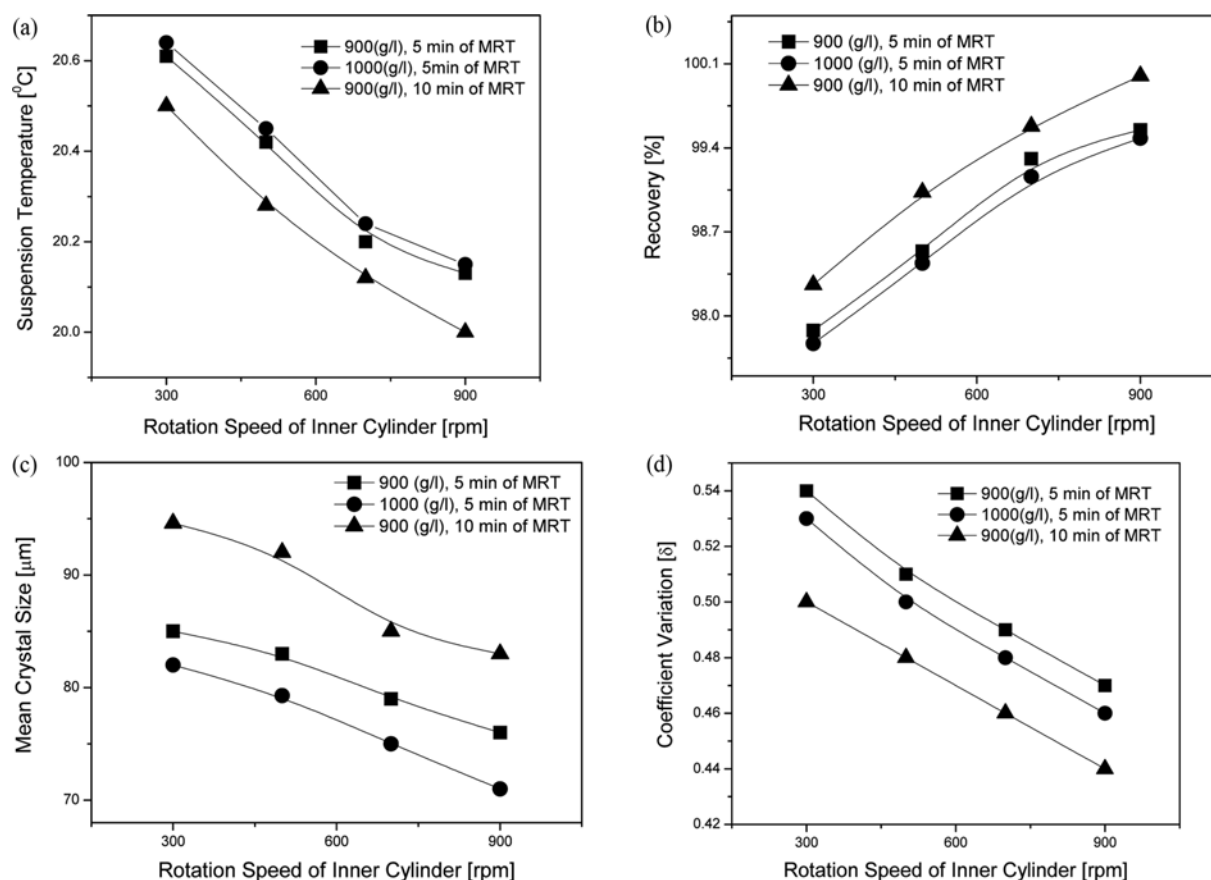 (a)
900(g/l), 5 min of MRT
1000(g/l), 5min of MRT
900(g/l), 10 min of MRT
20.6
20.4
20.2
20.0
Suspension Temperature [⁰C]
300
600
900
Rotation Speed of Inner Cylinder [rpm]
(b)
900 (g/l), 5 min of MRT
1000 (g/l), 5 min of MRT
900 (g/l), 10 min of MRT
100.1
99.4
98.7
98.0
Recovery [%]
300
600
900
Rotation Speed of Inner Cylinder [rpm]
(c)
900 (g/l), 5 min of MRT
1000 (g/l), 5 min of MRT
900 (g/l), 10 min of MRT
100
90
80
70
Mean Crystal Size [μm]
300
600
900
Rotation Speed of Inner Cylinder [rpm]
(d)
900(g/l), 5 min of MRT
1000(g/l), 5 min of MRT
900(g/l), 10 min of MRT
0.54
0.52
0.50
0.48
0.46
0.44
0.42
Coefficient Variation [δ]
300
600
900
Rotation Speed of Inner Cylinder [rpm]